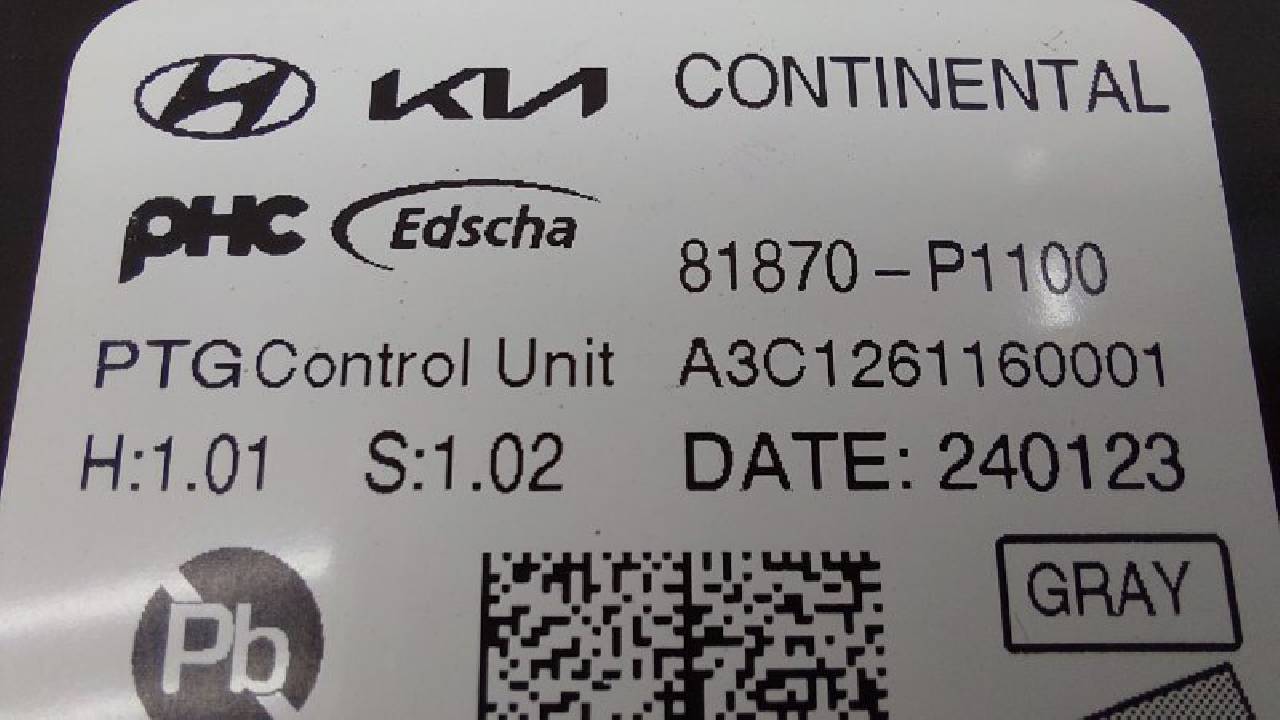 KIA CONTINENTAL
PHC Edscha
81870-P1100
PTG Control Unit A3C1261160001
H:1.01 S:1.02 DATE: 240123
Pb
GRAY